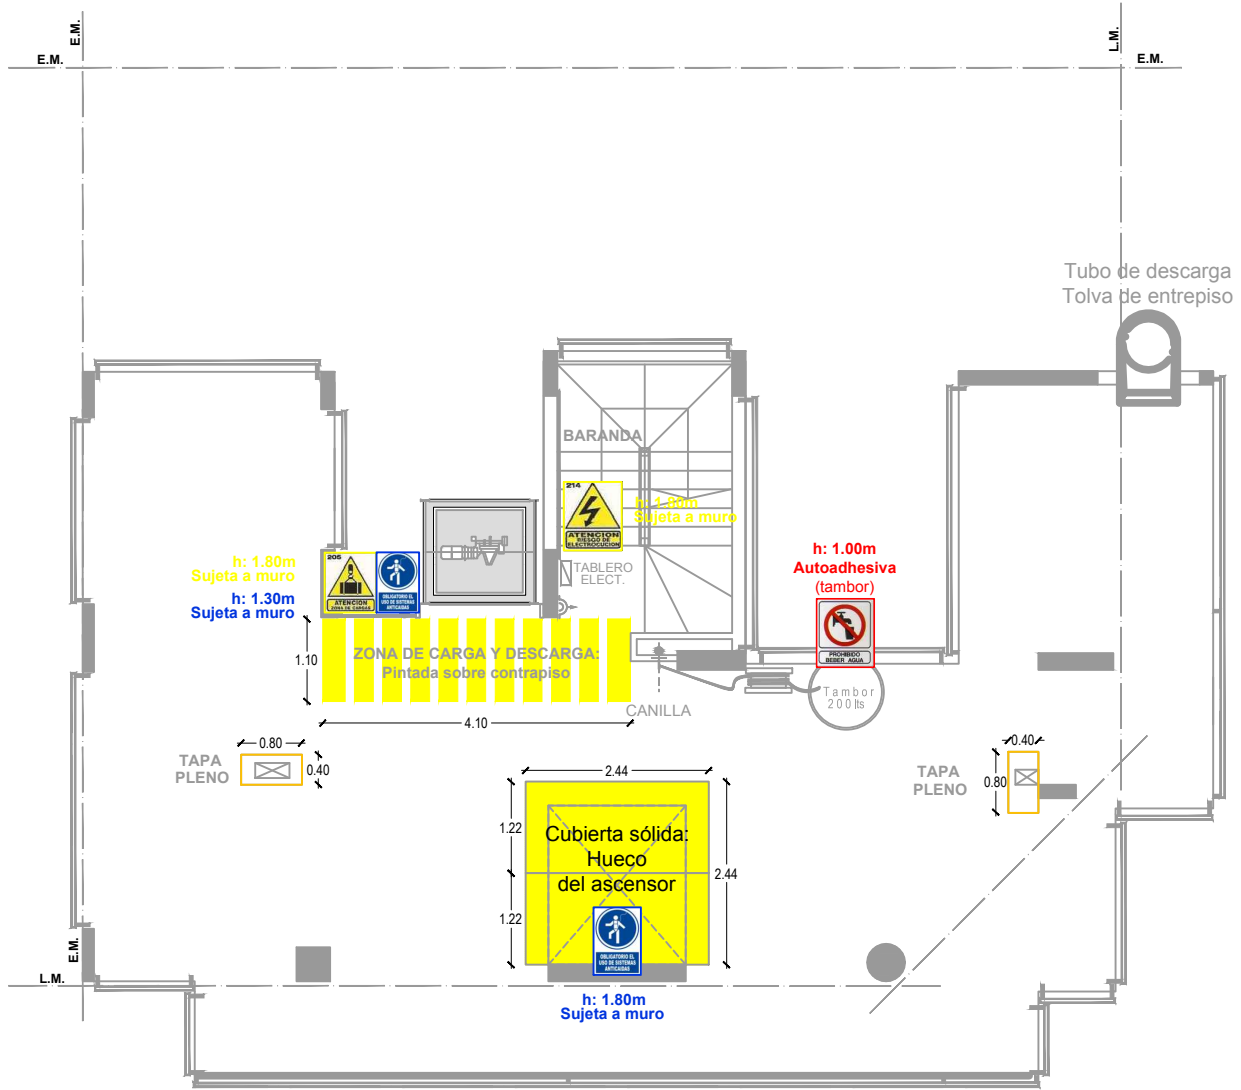 E.M.
L.M.
E.M.
E.M.
Tubo de descarga
Tolva de entrepiso
BARANDA
214
ATENCION
RIESGO DE
ELECTROCUCION
h: 1.80m
Sujeta a muro
TABLERO
ELECT.
h: 1.80m
Sujeta a muro
h: 1.30m
Sujeta a muro
205
ATENCION
ZONA DE CARGAS
OBLIGATORIO EL
USO DE SISTEMAS
ANTICAIDAS
h: 1.00m
Autoadhesiva
(tambor)
PROHIBIDO
BEBER AGUA
1.10
ZONA DE CARGA Y DESCARGA:
Pintada sobre contrapiso
4.10
CANILLA
Tambor
200 lts
TAPA
PLENO
0.80
0.40
TAPA
PLENO
0.40
0.80
2.44
1.22
1.22
2.44
Cubierta sólida:
Hueco
del ascensor
OBLIGATORIO EL
USO DE SISTEMAS
ANTICAIDAS
h: 1.80m
Sujeta a muro
E.M.
L.M.